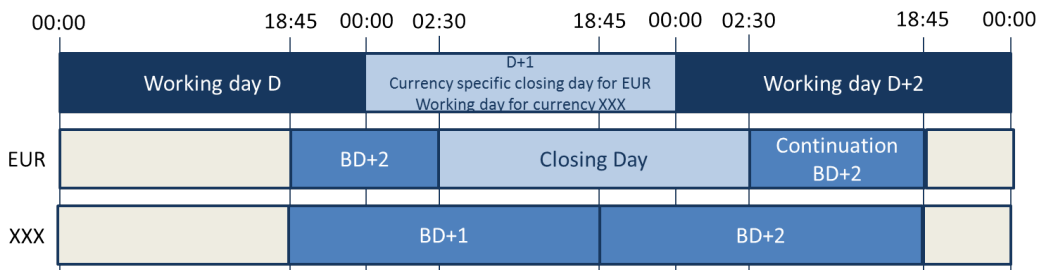 00:00 18:45 00:00 02:30 18:45 00:00 02:30 18:45 00:00
Working day D
D+1
Currency specific closing day for EUR
Working day for currency XXX
Working day D+2
EUR
BD+2
Closing Day
Continuation
BD+2
XXX
BD+1
BD+2